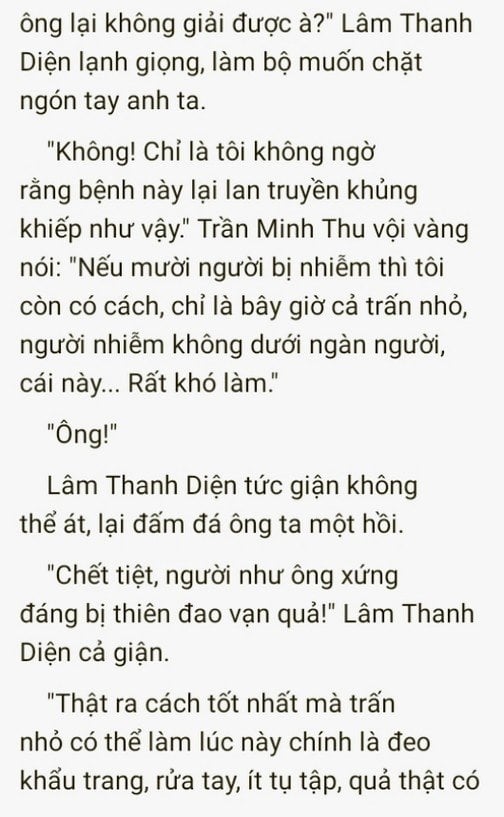 ông lại không giải được à?" Lâm Thanh
Diện lạnh giọng, làm bộ muốn chặt
ngón tay anh ta.
"Không! Chỉ là tôi không ngờ
rằng bệnh này lại lan truyền khủng
khiếp như vậy." Trần Minh Thu vội vàng
nói: "Nếu mười người bị nhiễm thì tôi
còn có cách, chỉ là bây giờ cả trấn nhỏ,
người nhiễm không dưới ngàn người,
cái này... Rất khó làm."
"Ông!"
Lâm Thanh Diện tức giận không
thể át, lại đấm đá ông ta một hồi.
"Chết tiệt, người như ông xứng
đáng bị thiên đao vạn quả!" Lâm Thanh
Diện cả giận.
"Thật ra cách tốt nhất mà trấn
nhỏ có thể làm lúc này chính là đeo
khẩu trang, rửa tay, ít tụ tập, quả thật có